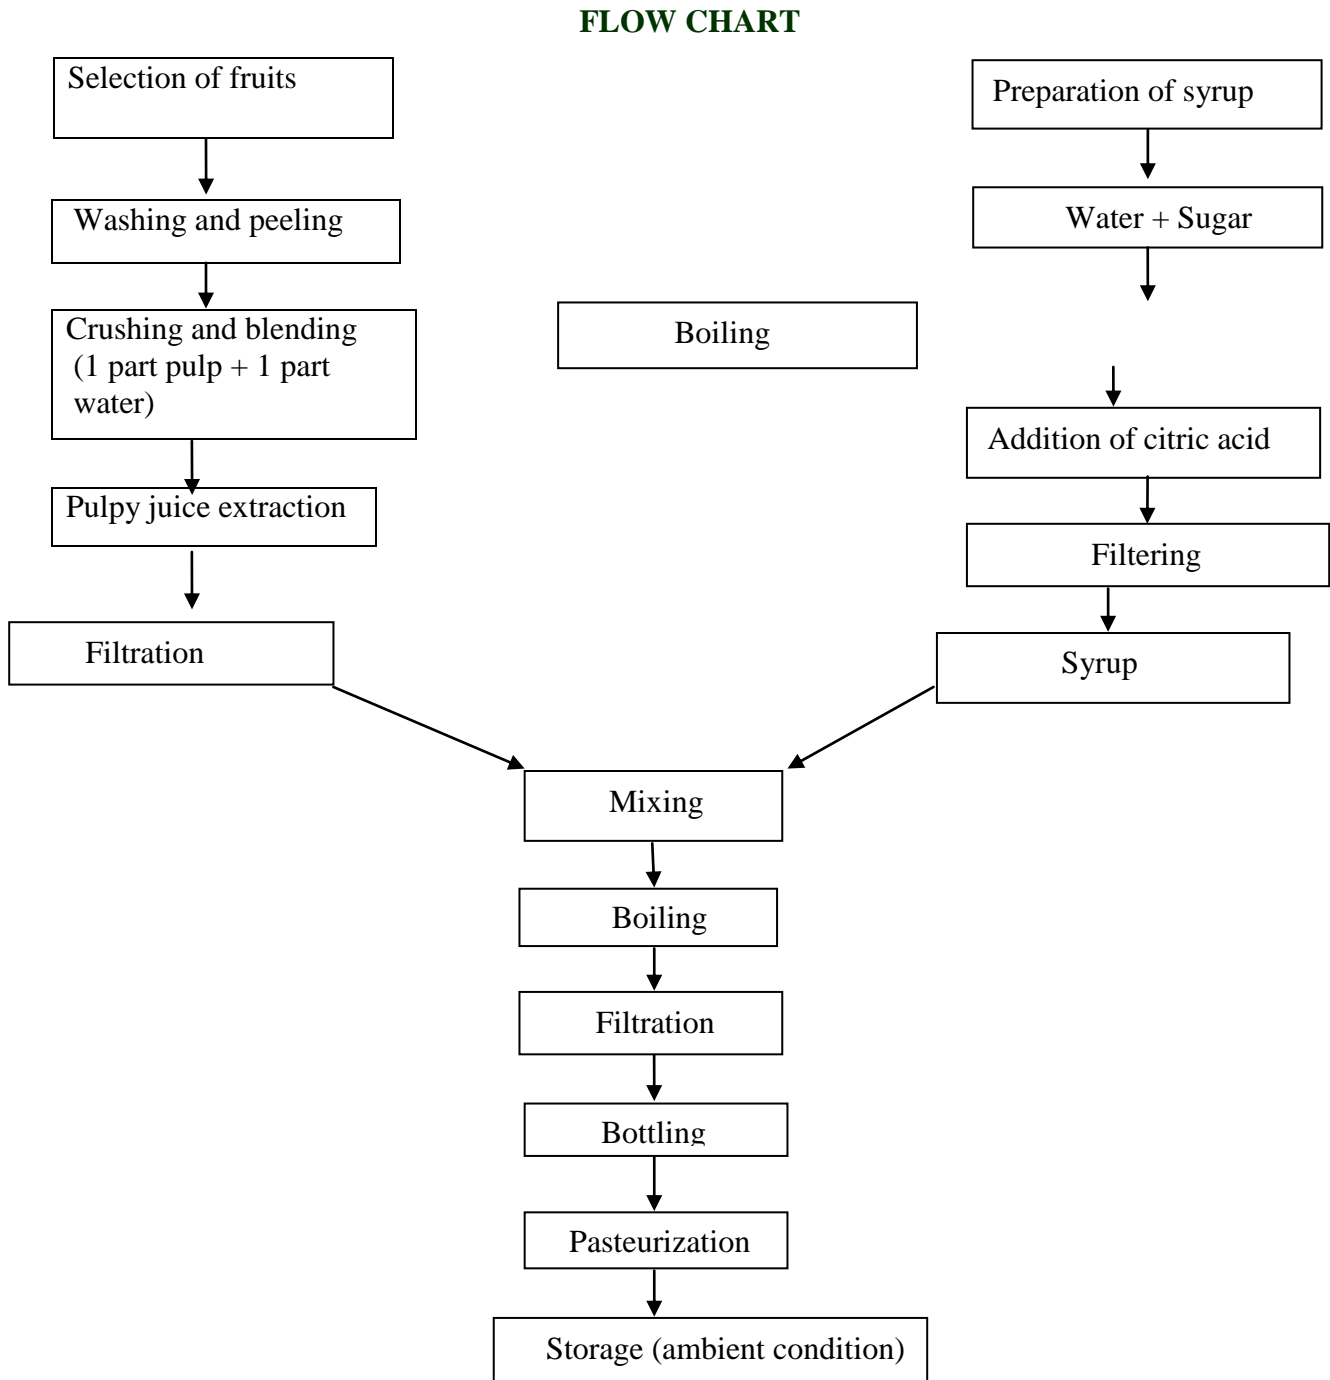 FLOW CHART
Selection of fruits
Washing and peeling
Crushing and blending
(1 part pulp + 1 part
water)
Pulpy juice extraction
Filtration
Preparation of syrup
Water + Sugar
Boiling
Addition of citric acid
Filtering
Syrup
Mixing
Boiling
Filtration
Bottling
Pasteurization
Storage (ambient condition)